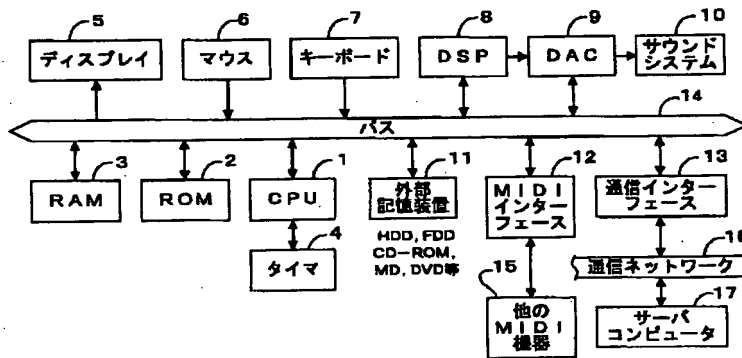 5 6 7 8 9 10
ディスプレイ マウス キーボード DSP DAC サウンド
システム
14
バス
3 2 1 11 12 13
RAM ROM CPU 外部
記憶装置 MIDI
インター
フェース 通信インター
フェース
4
タイマ
HDD, FDD
CD-ROM,
MD, DVD等
16
通信ネットワーク
15 17
他の
MIDI
機器 サーバ
コンピュータ